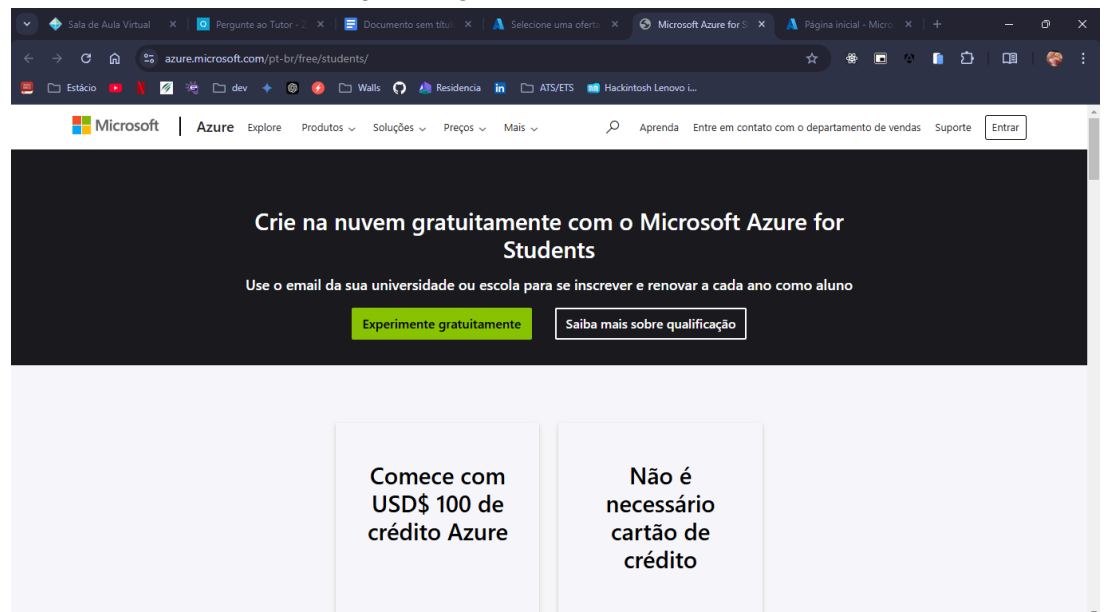 Sala de Aula Virtual
Pergunte ao Tutor - 2
Documento sem títul
Selecione uma oferta
Microsoft Azure for S
Página inicial - Micro
azure.microsoft.com/pt-br/free/students/
Estácio
dev
Walls
Residencia
in
ATS/ETS
Hackintosh Lenovo i...
Microsoft
Azure
Explore
Produtos
Soluções
Preços
Mais
Aprenda
Entre em contato com o departamento de vendas
Suporte
Entrar
Crie na nuvem gratuitamente com o Microsoft Azure for
Students
Use o email da sua universidade ou escola para se inscrever e renovar a cada ano como aluno
Experimente gratuitamente
Saiba mais sobre qualificação
Comece com
USD$ 100 de
crédito Azure
Não é
necessário
cartão de
crédito